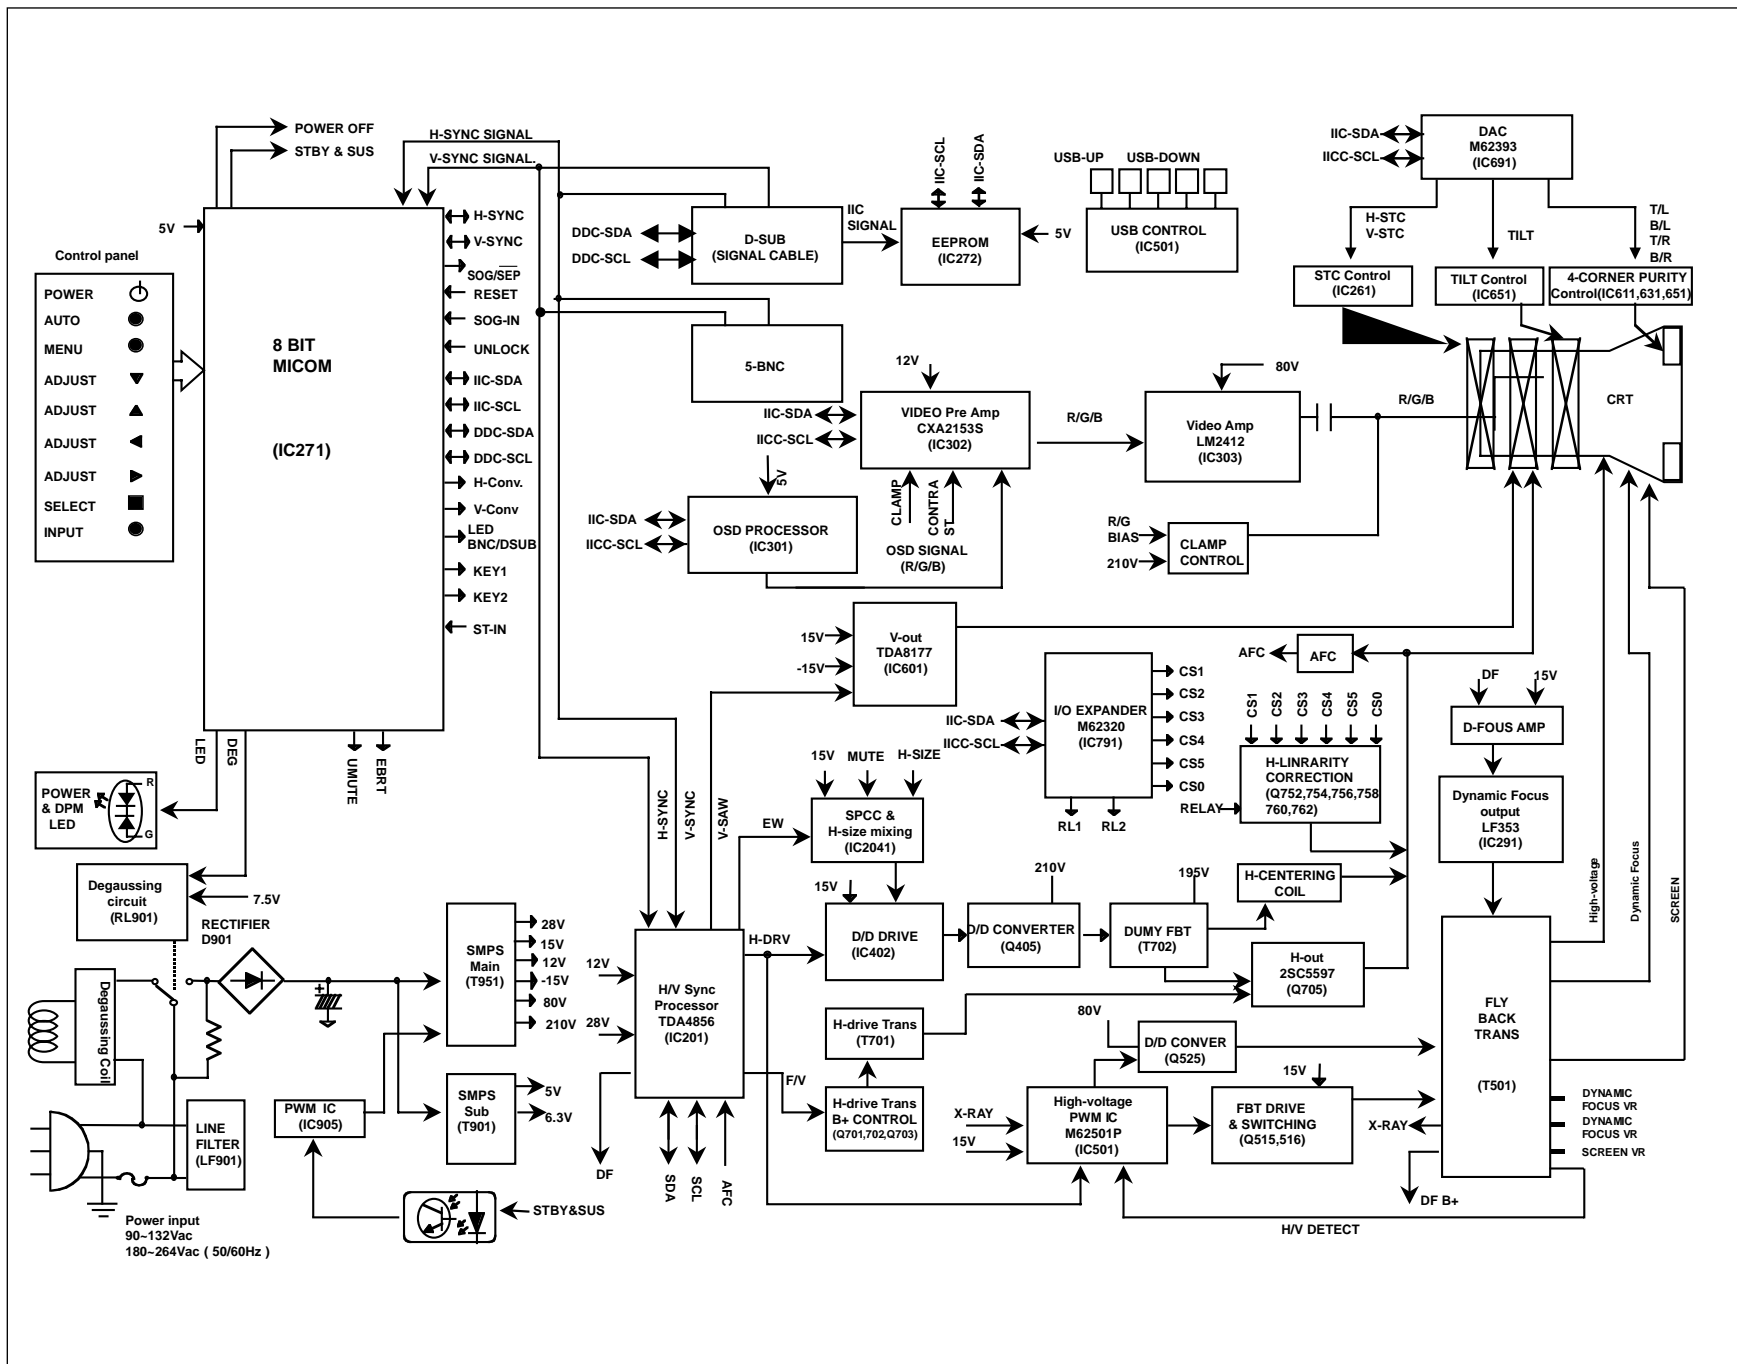 POWER OFF
STBY & SUS
H-SYNC SIGNAL
V-SYNC SIGNAL.
5V
Control panel
POWER
AUTO
MENU
ADJUST
ADJUST
ADJUST
ADJUST
SELECT
INPUT
8 BIT
MICOM
(IC271)
H-SYNC
V-SYNC
SOG/SEP
RESET
SOG-IN
UNLOCK
IIC-SDA
IIC-SCL
DDC-SDA
DDC-SCL
H-Conv.
V-Conv
LED
BNC/DSUB
KEY1
KEY2
ST-IN
LED
DEG
UMUTE
EBRT
DDC-SDA
DDC-SCL
D-SUB
(SIGNAL CABLE)
IIC
SIGNAL
IIC-SCL
IIC-SDA
EEPROM
(IC272)
5V
USB-UP
USB-DOWN
USB CONTROL
(IC501)
IIC-SDA
IICC-SCL
DAC
M62393
(IC691)
H-STC
V-STC
TILT
T/L
B/L
T/R
B/R
STC Control
(IC261)
TILT Control
(IC651)
4-CORNER PURITY
Control(IC611,631,651)
5-BNC
12V
IIC-SDA
IICC-SCL
VIDEO Pre Amp
CXA2153S
(IC302)
R/G/B
80V
Video Amp
LM2412
(IC303)
R/G/B
CRT
5V
CLAMP
CONTRA
ST
IIC-SDA
IICC-SCL
OSD PROCESSOR
(IC301)
OSD SIGNAL
(R/G/B)
R/G
BIAS
210V
CLAMP
CONTROL
15V
-15V
V-out
TDA8177
(IC601)
IIC-SDA
IICC-SCL
I/O EXPANDER
M62320
(IC791)
CS1
CS2
CS3
CS4
CS5
CS0
RL1
RL2
AFC
AFC
CS1
CS2
CS3
CS4
CS5
CS0
H-LINRARITY
CORRECTION
(Q752,754,756,758
760,762)
RELAY
DF
15V
D-FOUS AMP
Dynamic Focus
output
LF353
(IC291)
High-voltage
Dynamic Focus
SCREEN
POWER
& DPM
LED
R
G
Degaussing
circuit
(RL901)
7.5V
RECTIFIER
D901
Degaussing Coil
+
LINE
FILTER
(LF901)
Power input
90~132Vac
180~264Vac ( 50/60Hz )
SMPS
Main
(T951)
28V
15V
12V
-15V
80V
210V
SMPS
Sub
(T901)
5V
6.3V
PWM IC
(IC905)
STBY&SUS
H-SYNC
V-SYNC
V-SAW
EW
15V
MUTE
H-SIZE
SPCC &
H-size mixing
(IC2041)
12V
28V
H/V Sync
Processor
TDA4856
(IC201)
DF
SDA
SCL
AFC
H-DRV
F/V
15V
D/D DRIVE
(IC402)
210V
D/D CONVERTER
(Q405)
195V
DUMY FBT
(T702)
H-CENTERING
COIL
H-out
2SC5597
(Q705)
H-drive Trans
(T701)
H-drive Trans
B+ CONTROL
(Q701,702,Q703)
80V
D/D CONVER
(Q525)
X-RAY
15V
High-voltage
PWM IC
M62501P
(IC501)
15V
FBT DRIVE
& SWITCHING
(Q515,516)
FLY
BACK
TRANS
(T501)
X-RAY
DF B+
DYNAMIC
FOCUS VR
DYNAMIC
FOCUS VR
SCREEN VR
H/V DETECT